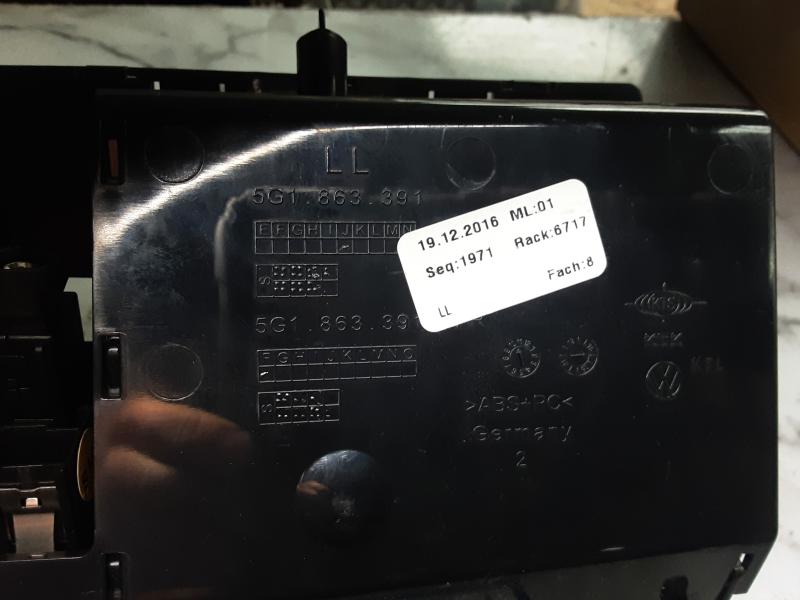 LL
5G1.863.391
E F G H I J K L M N
19.12.2016 ML:01
Seq:1971 Rack:6717
Fach:8
LL
S
5G1.863.391
F G H I J K L M N O
S
KTS
>ABS+PC<
Germany
2